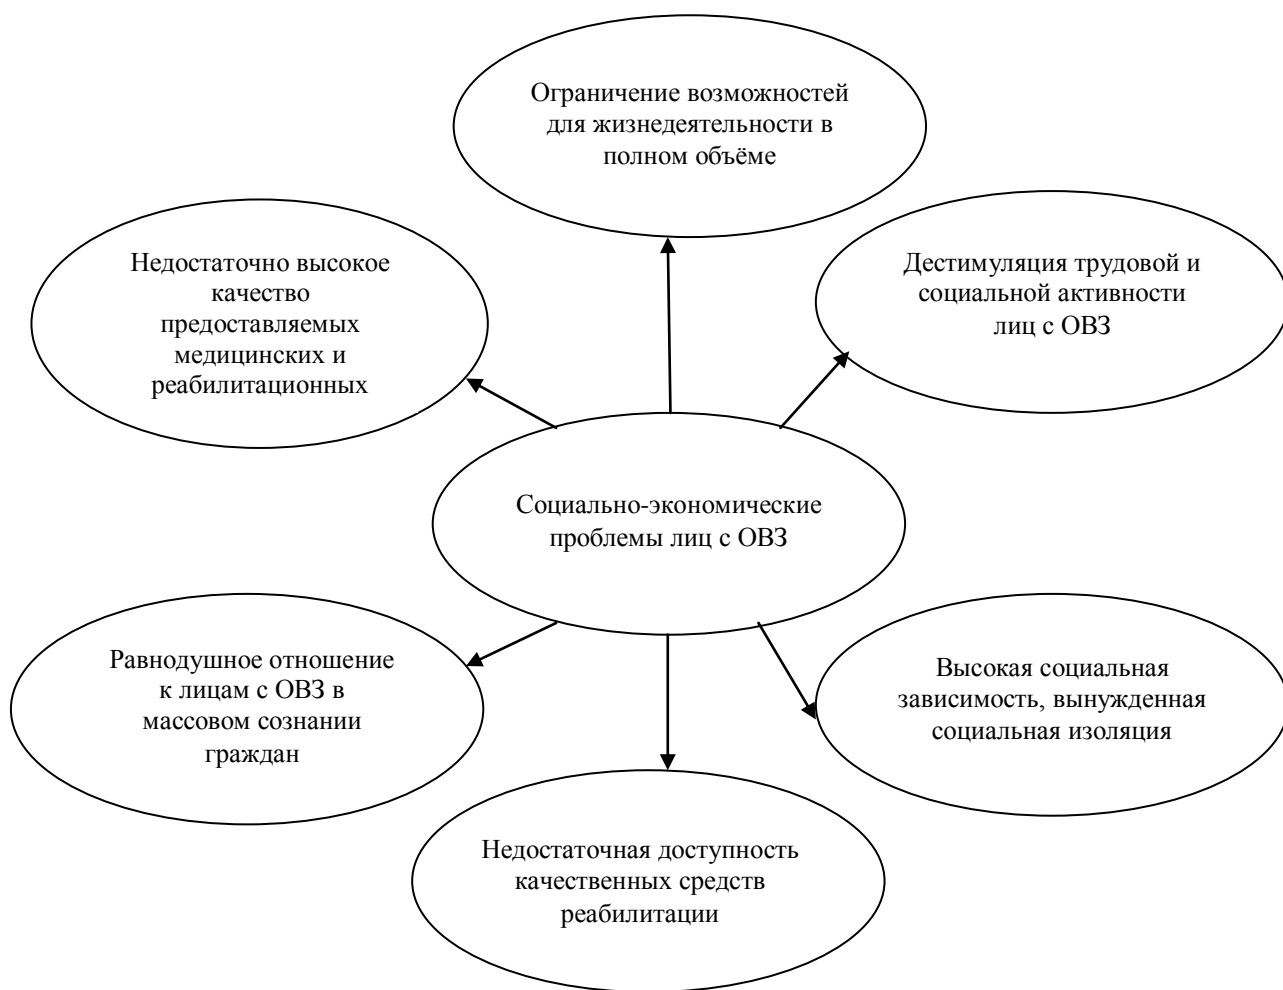 Ограничение возможностей
для жизнедеятельности в
полном объёме
Недостаточно высокое
качество
предоставляемых
медицинских и
реабилитационных
Дестимуляция трудовой и
социальной активности
лиц с ОВЗ
Социально-экономические
проблемы лиц с ОВЗ
Равнодушное отношение
к лицам с ОВЗ в
массовом сознании
граждан
Высокая социальная
зависимость, вынужденная
социальная изоляция
Недостаточная доступность
качественных средств
реабилитации